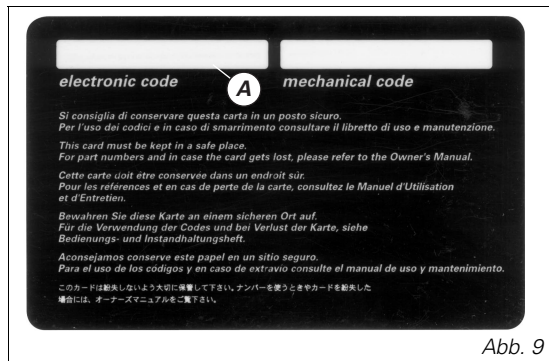 electronic code
mechanical code
A
Si consiglia di conservare questa carta in un posto sicuro.
Per l'uso dei codici e in caso di smarrimento consultare il libretto di uso e manutenzione.
This card must be kept in a safe place.
For part numbers and in case the card gets lost, please refer to the Owner's Manual.
Cette carte doit être conservée dans un endroit sûr.
Pour les références et en cas de perte de la carte, consultez le Manuel d'Utilisation
et d'Entretien.
Bewahren Sie diese Karte an einem sicheren Ort auf.
Für die Verwendung der Codes und bei Verlust der Karte, siehe
Bedienungs- und Instandhaltungsheft.
Aconsejamos conserve este papel en un sitio seguro.
Para el uso de los códigos y en caso de extravío consulte el manual de uso y mantenimiento.
このカードは紛失しないよう大切に保管して下さい。ナンバーを使うときやカードを紛失した
場合には、オーナーズマニュアルをご覧下さい。
Abb. 9